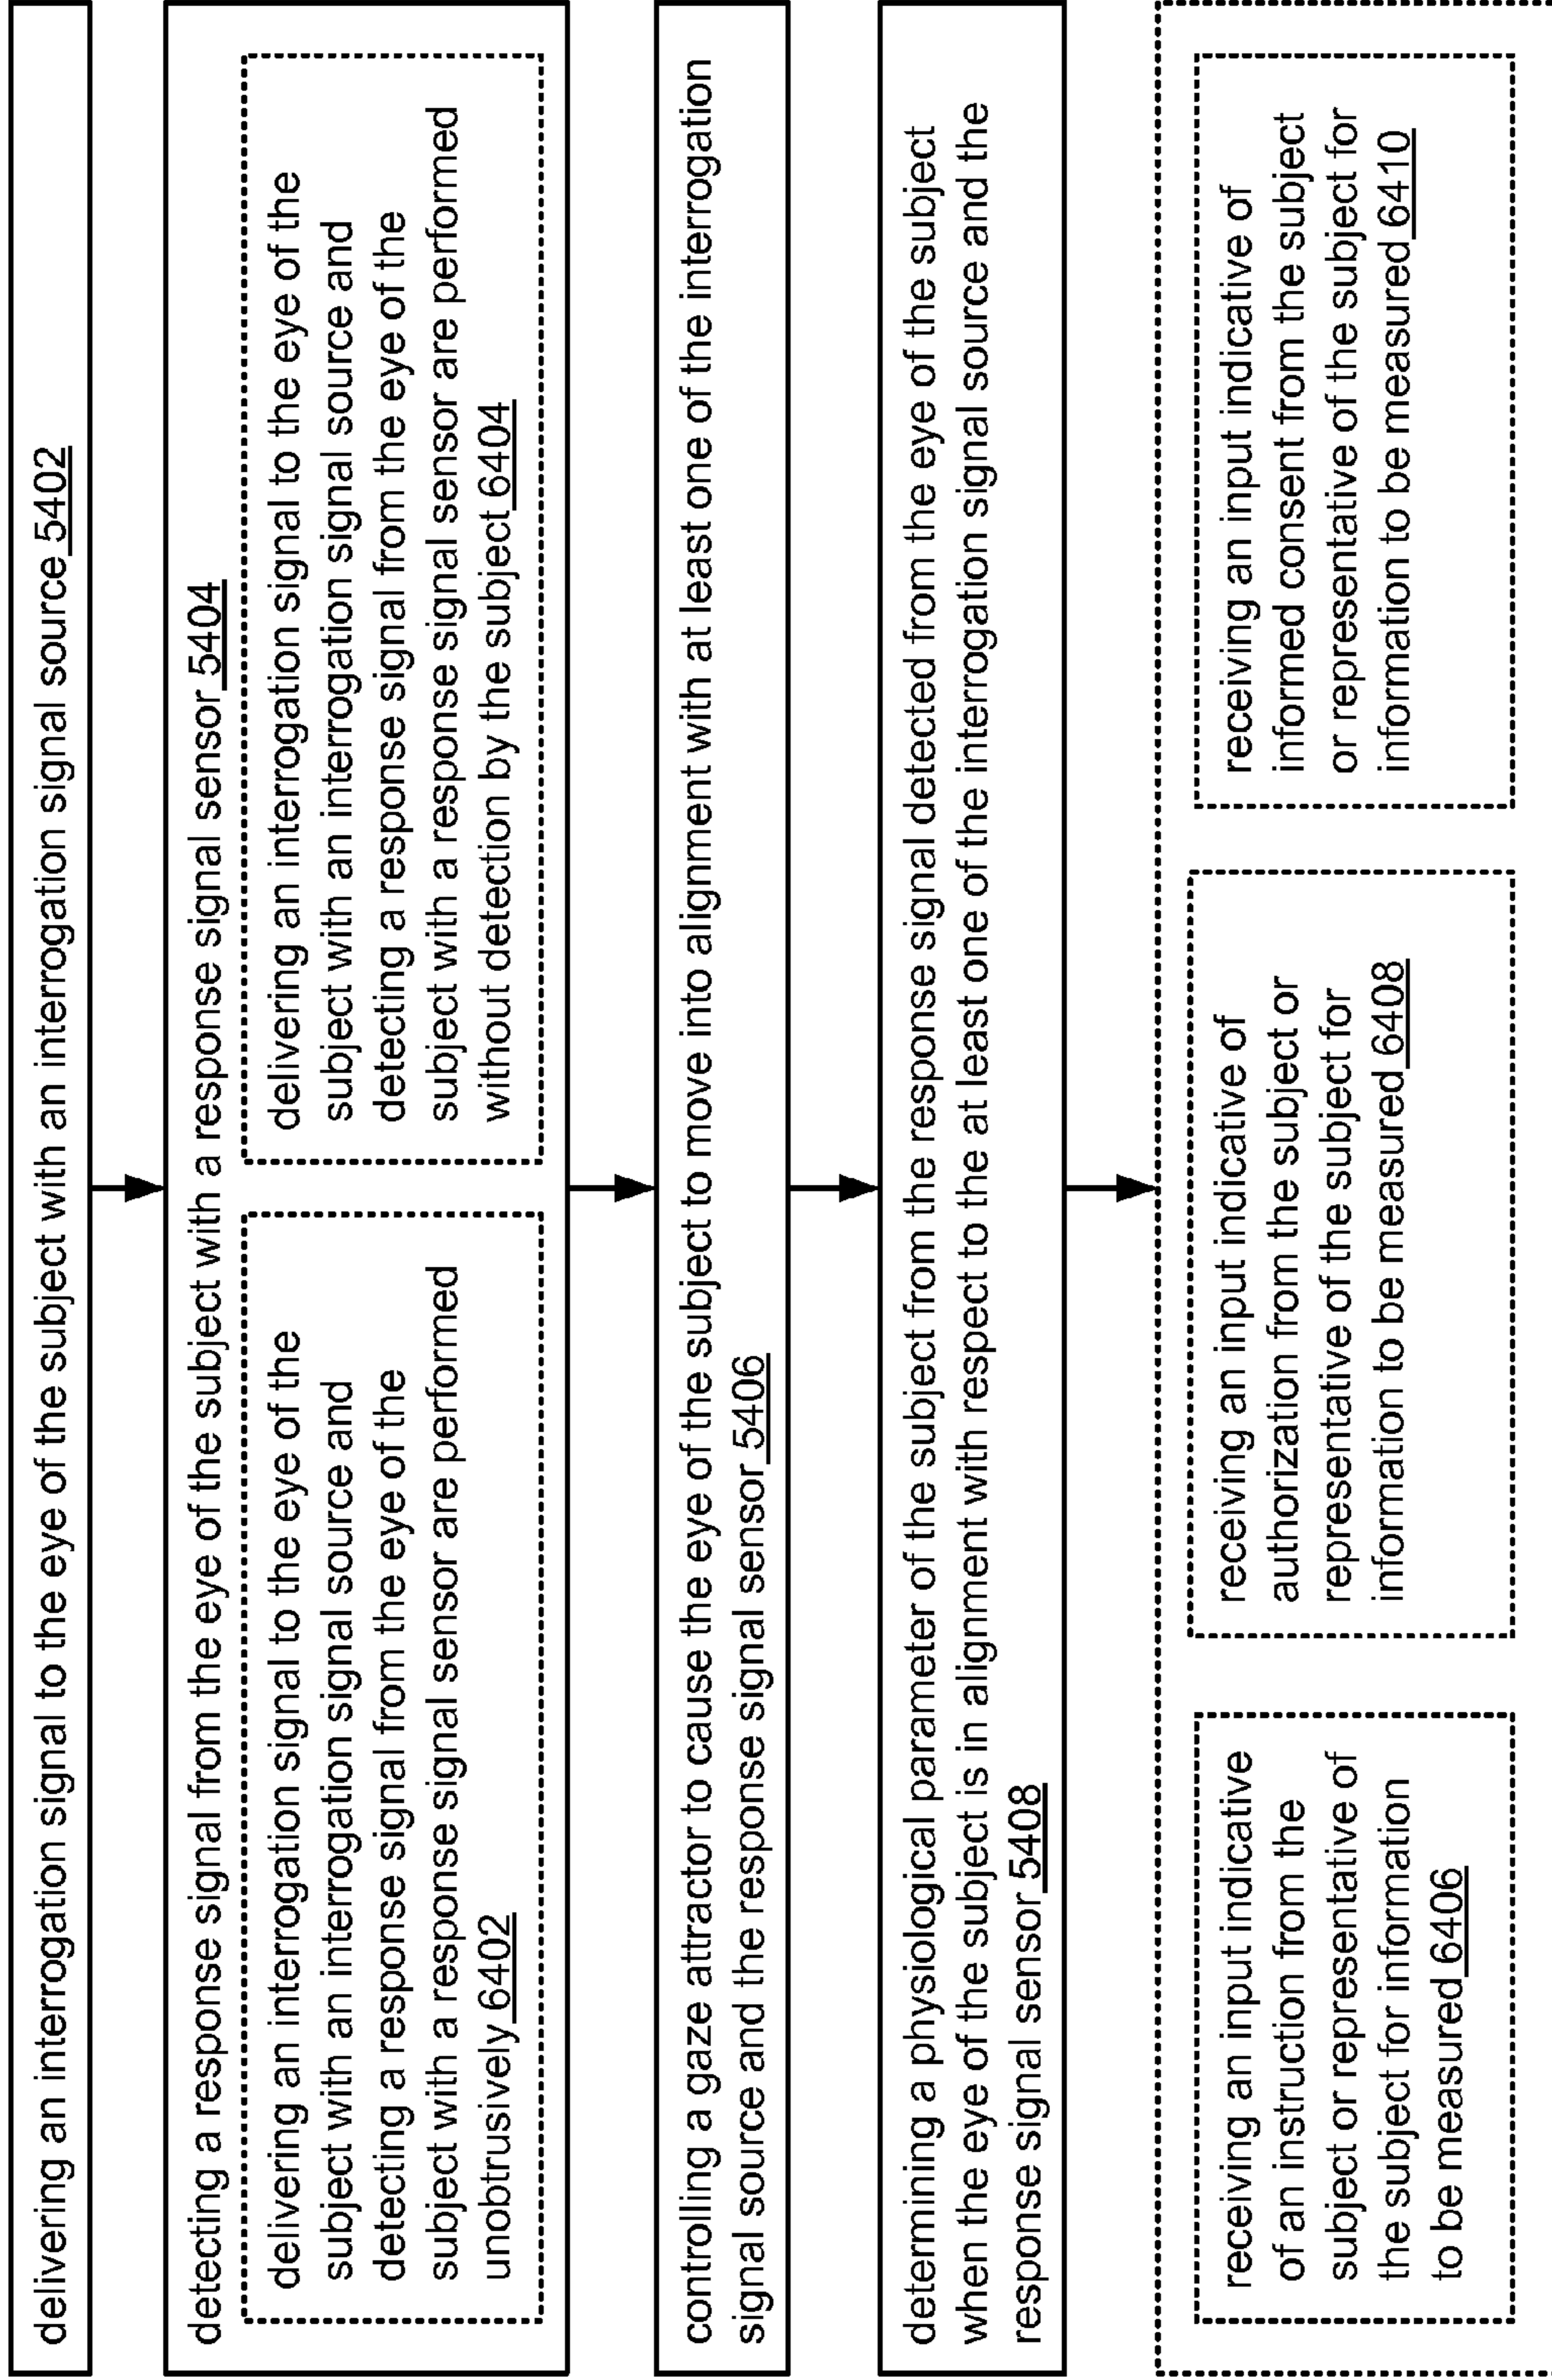 delivering an interrogation signal to the eye of the subject with an interrogation signal source 5402
detecting a response signal from the eye of the subject with a response signal sensor 5404
delivering an interrogation signal to the eye of the
subject with an interrogation signal source and
detecting a response signal from the eye of the
subject with a response signal sensor are performed
unobtrusively 6402
delivering an interrogation signal to the eye of the
subject with an interrogation signal source and
detecting a response signal from the eye of the
subject with a response signal sensor are performed
without detection by the subject 6404
controlling a gaze attractor to cause the eye of the subject to move into alignment with at least one of the interrogation
signal source and the response signal sensor 5406
determining a physiological parameter of the subject from the response signal detected from the eye of the subject
when the eye of the subject is in alignment with respect to the at least one of the interrogation signal source and the
response signal sensor 5408
receiving an input indicative
of an instruction from the
subject or representative of
the subject for information
to be measured 6406
receiving an input indicative of
authorization from the subject or
representative of the subject for
information to be measured 6408
receiving an input indicative of
informed consent from the subject
or representative of the subject for
information to be measured 6410